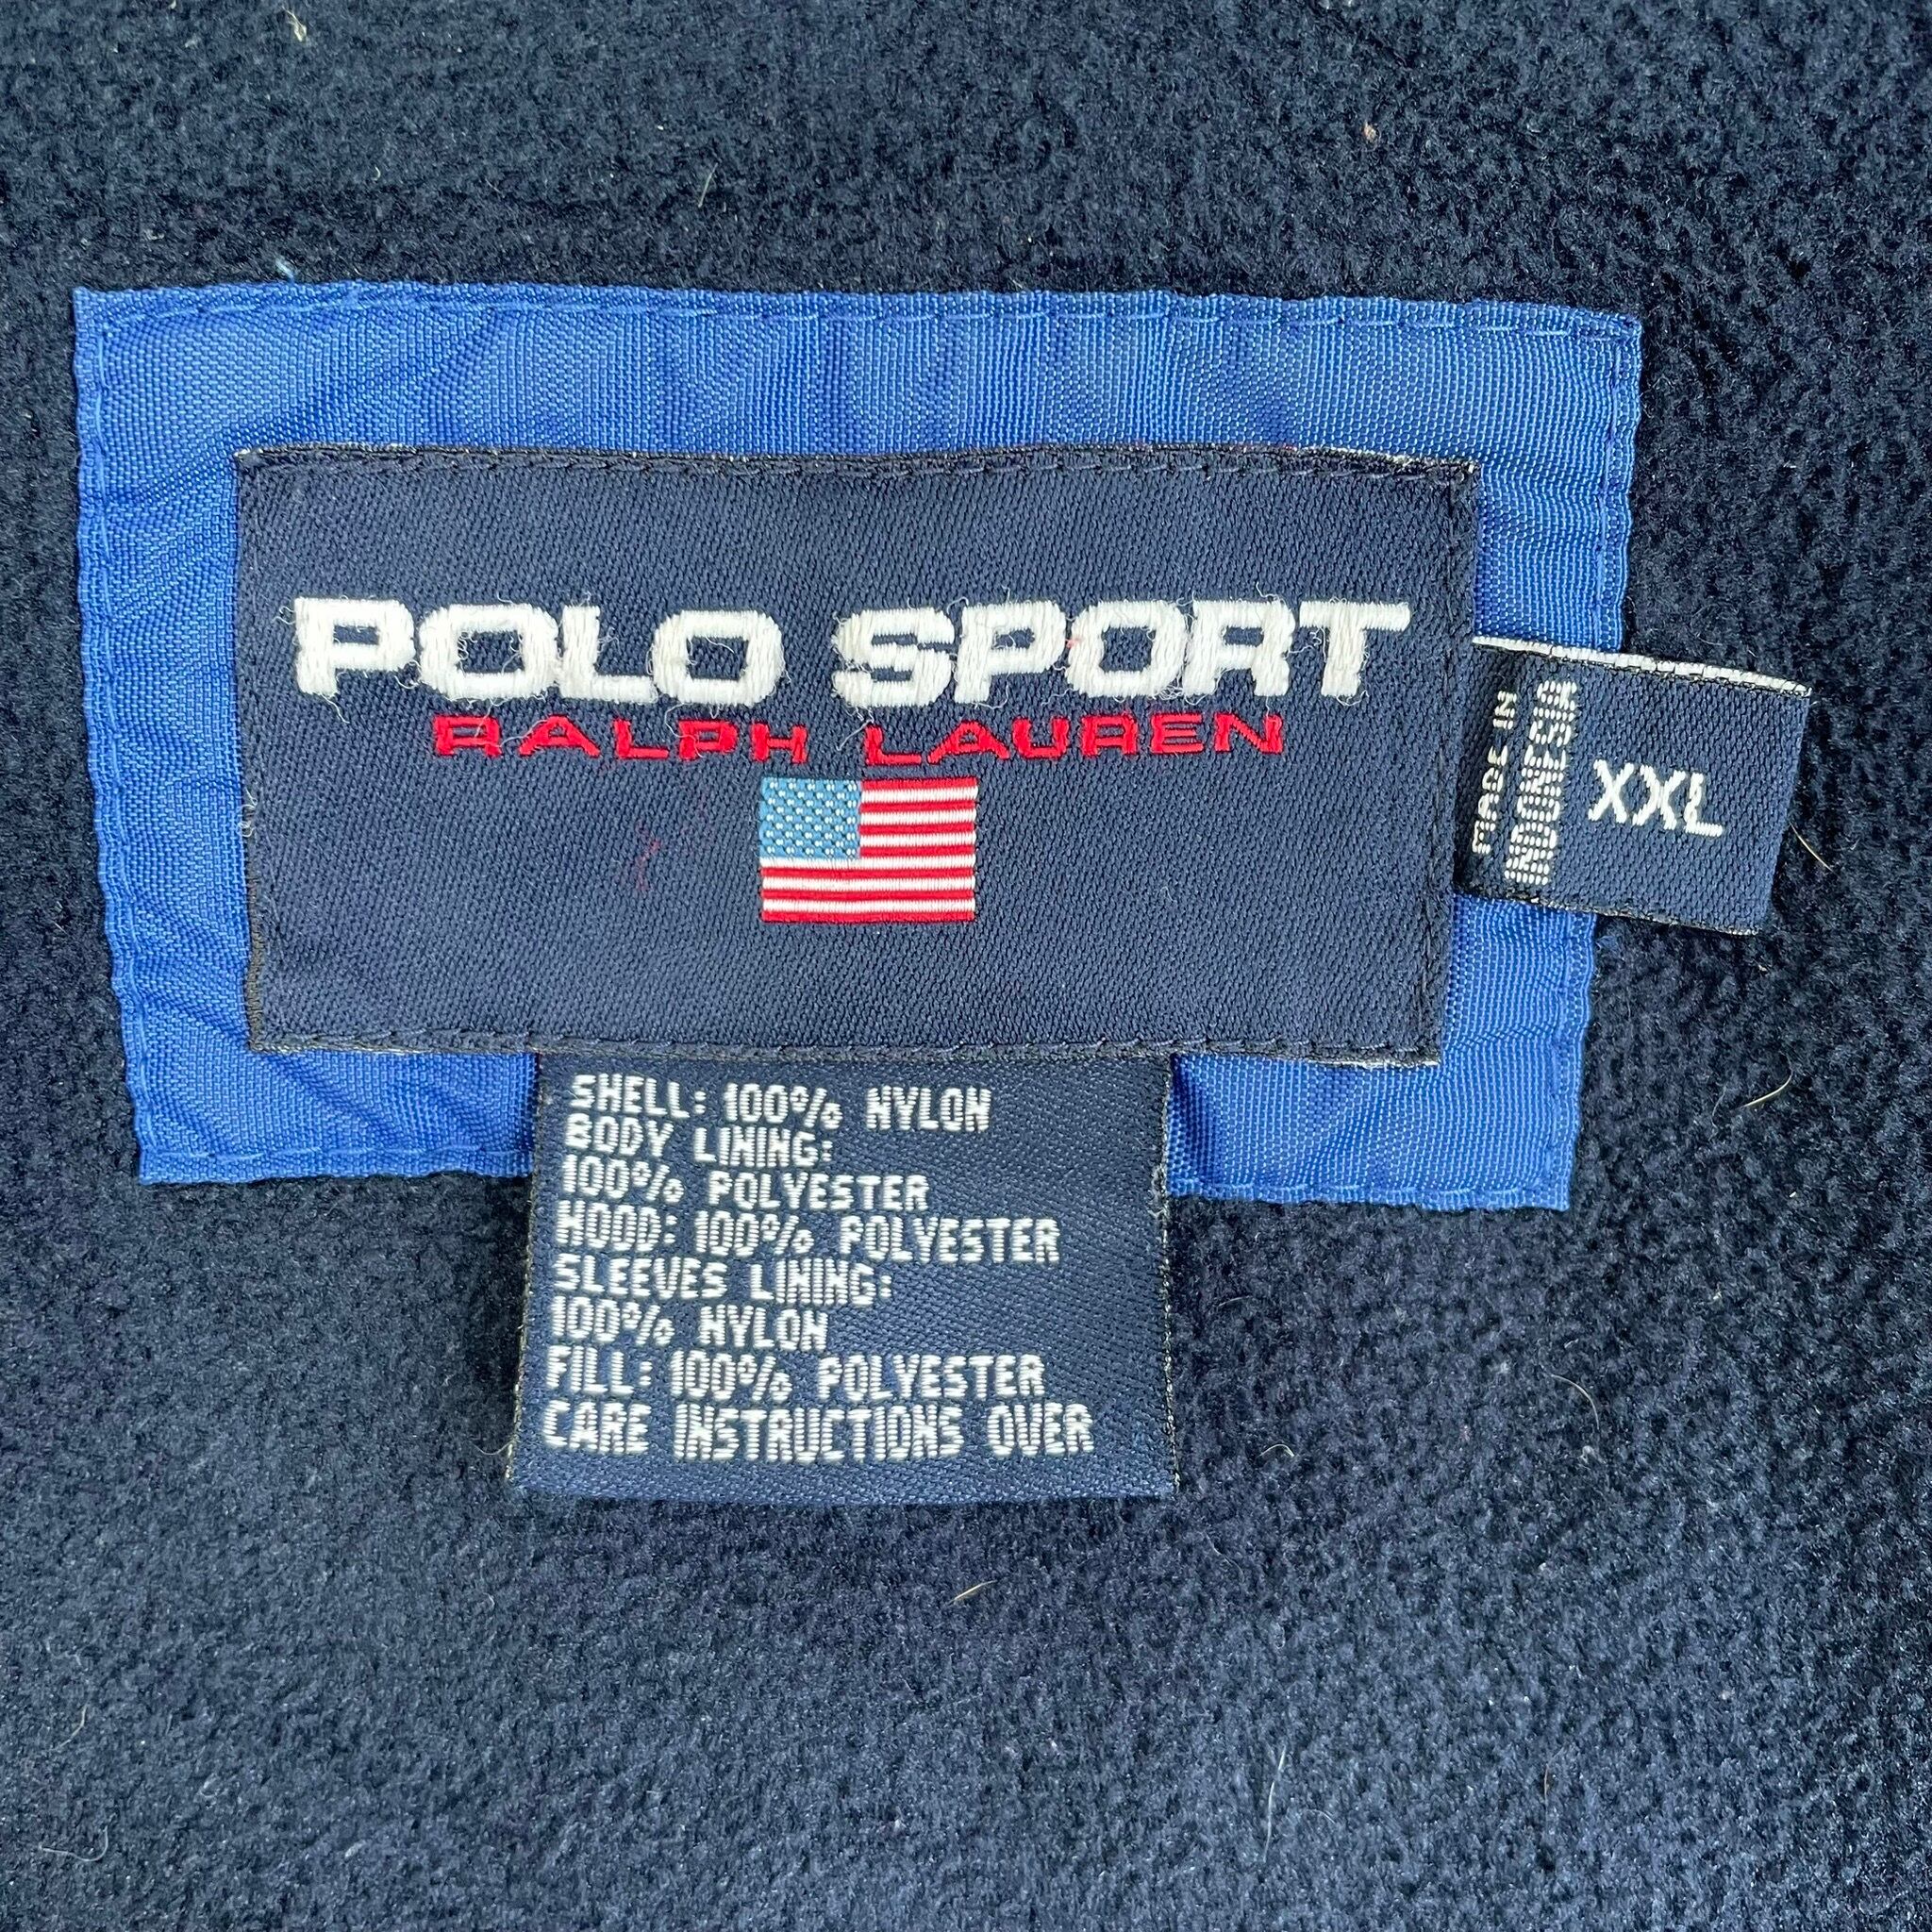 POLO SPORT
RALPH LAUREN
MADE IN
INDONESIA
XXL
SHELL: 100% NYLON
BODY LINING:
100% POLYESTER
HOOD: 100% POLYESTER
SLEEVES LINING:
100% NYLON
FILL: 100% POLYESTER
CARE INSTRUCTIONS OVER